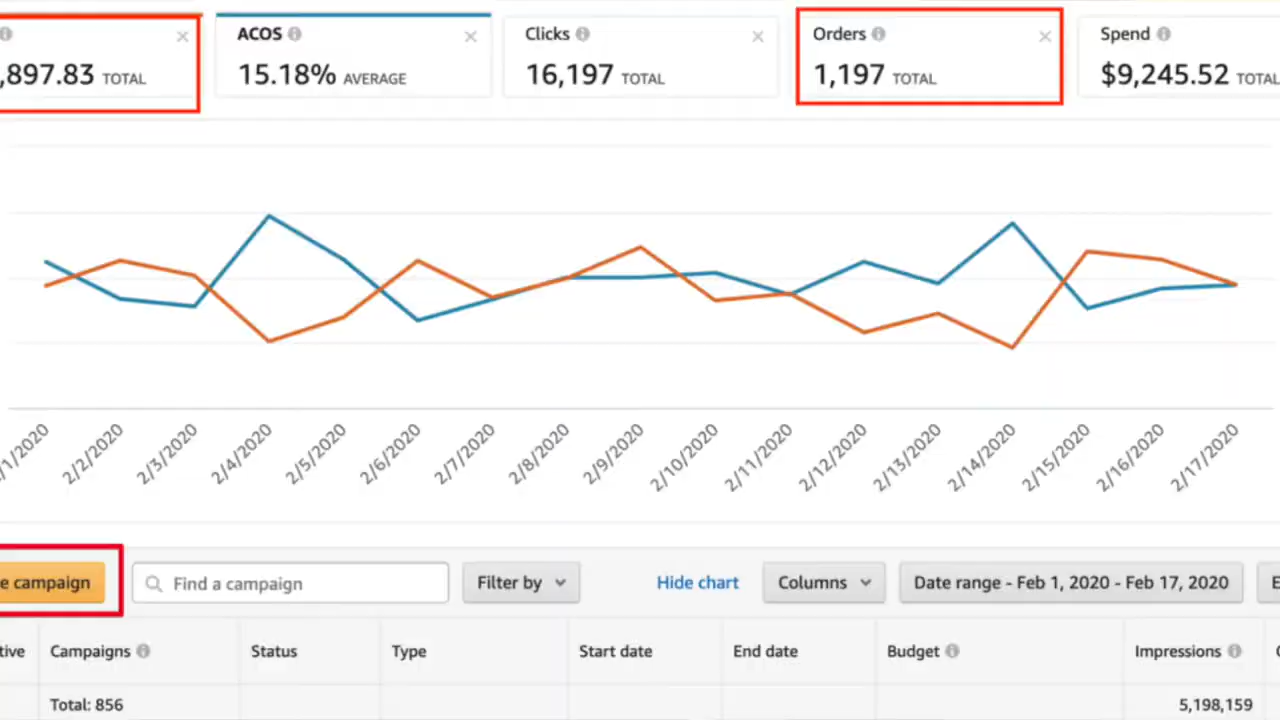 ACOS Clicks Orders Spend
,897.83 TOTAL 15.18% AVERAGE 16,197 TOTAL 1,197 TOTAL $9,245.52 TOTAL
/1/2020 2/2/2020 2/3/2020 2/4/2020 2/5/2020 2/6/2020 2/7/2020 2/8/2020 2/9/2020 2/10/2020 2/11/2020 2/12/2020 2/13/2020 2/14/2020 2/15/2020 2/16/2020 2/17/2020
e campaign Find a campaign Filter by Hide chart Columns Date range - Feb 1, 2020 - Feb 17, 2020 E
tive Campaigns Status Type Start date End date Budget Impressions
Total: 856 5,198,159